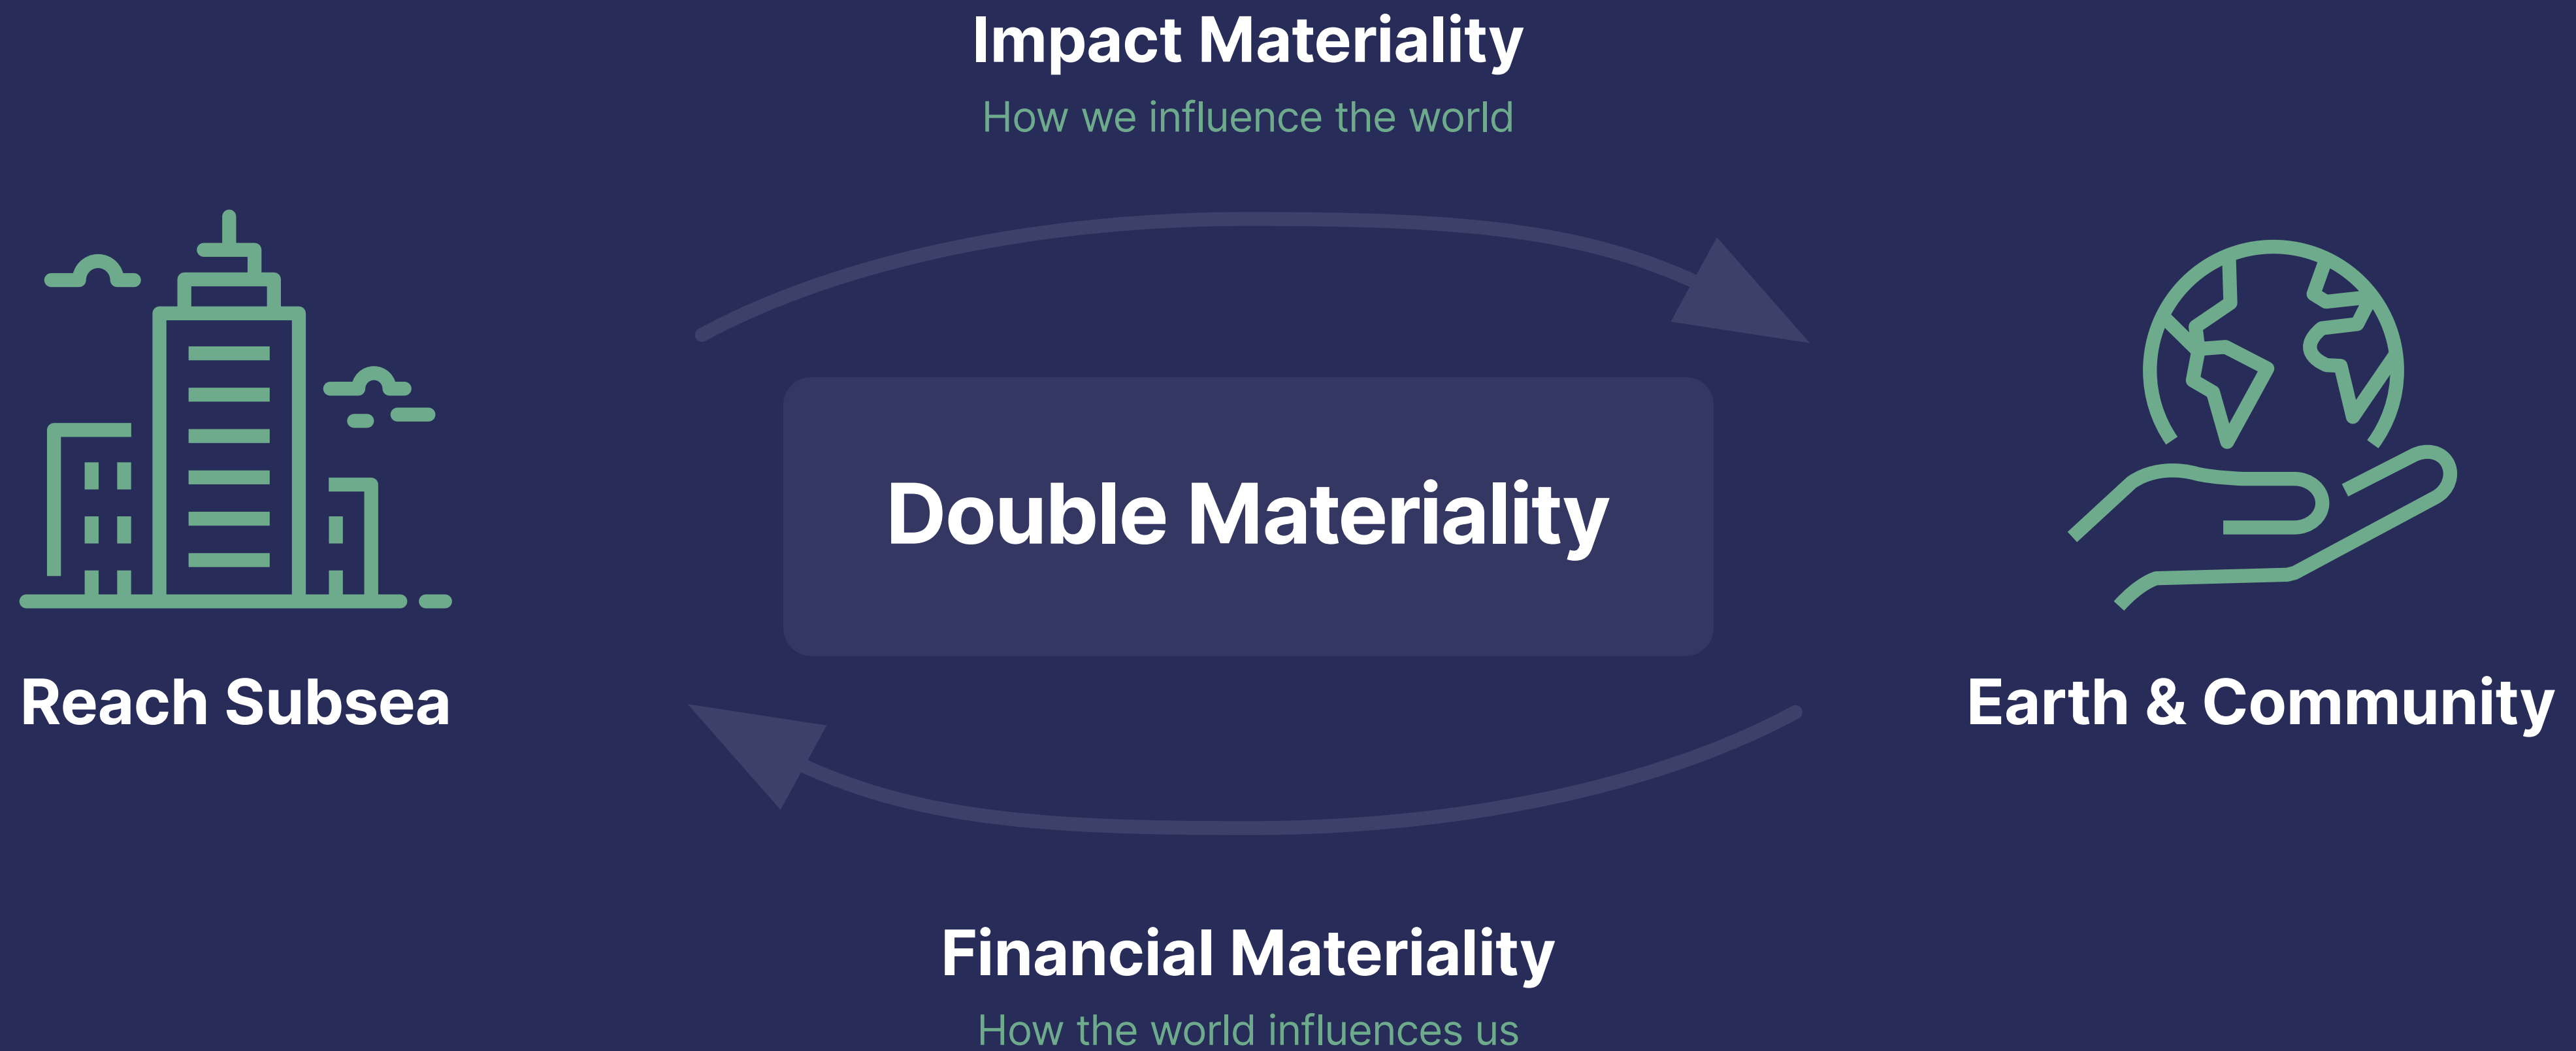 Impact Materiality
How we influence the world
Double Materiality
Reach Subsea
Earth & Community
Financial Materiality
How the world influences us